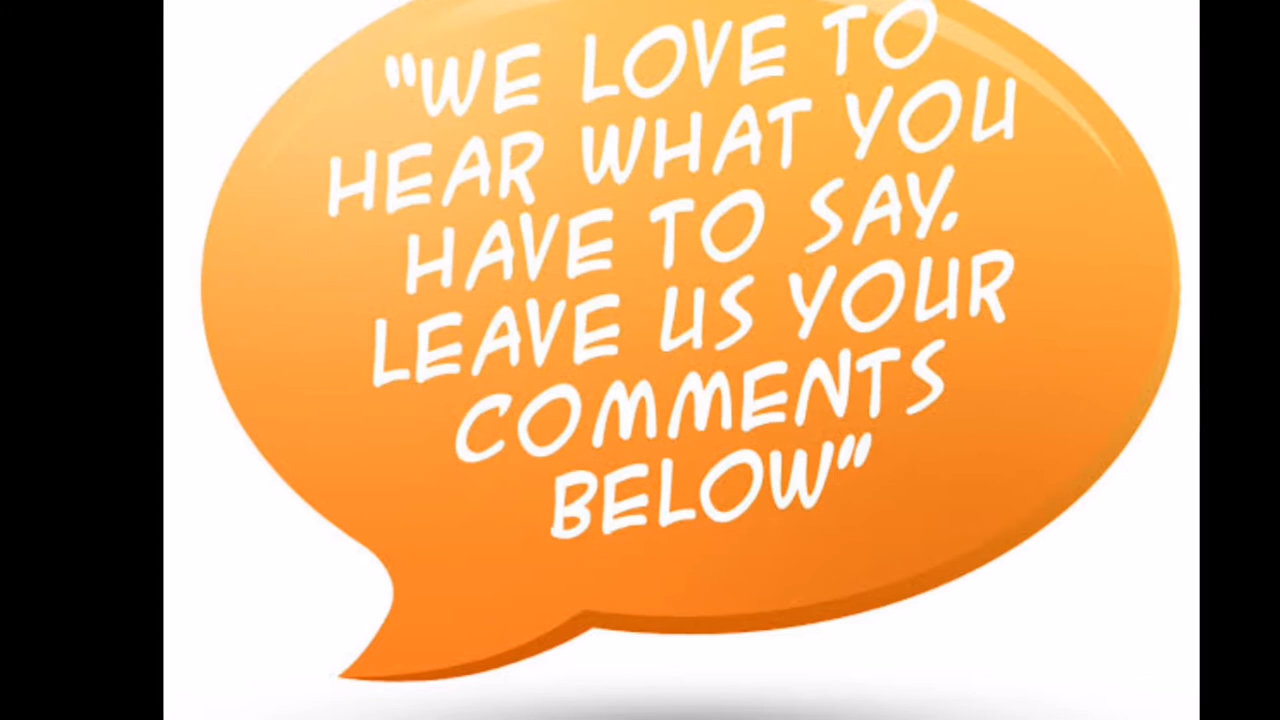 "WE LOVE TO
HEAR WHAT YOU
HAVE TO SAY.
LEAVE US YOUR
COMMENTS
BELOW"